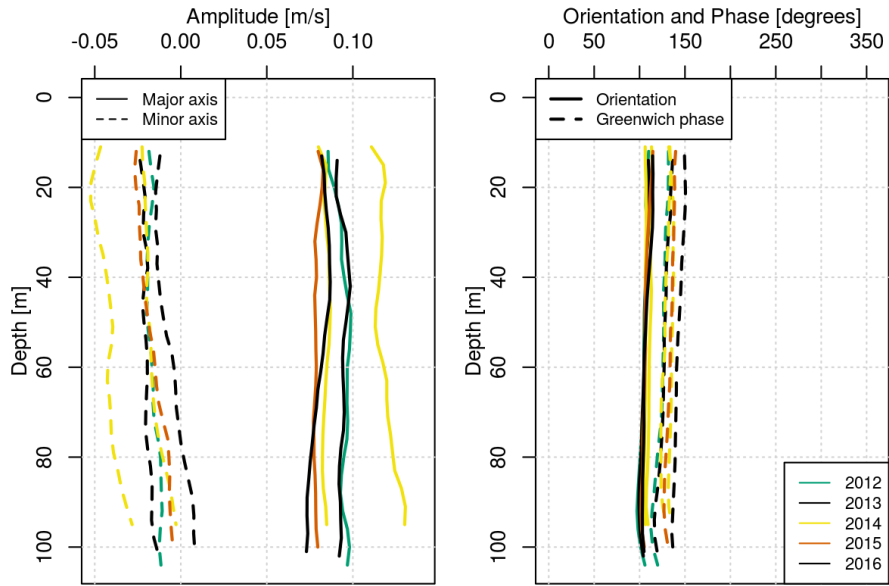 Amplitude [m/s]
-0.05 0.00 0.05 0.10
Depth [m]
0
20
40
60
80
100
Major axis
Minor axis
Orientation and Phase [degrees]
0 50 150 250 350
Depth [m]
0
20
40
60
80
100
Orientation
Greenwich phase
2012
2013
2014
2015
2016